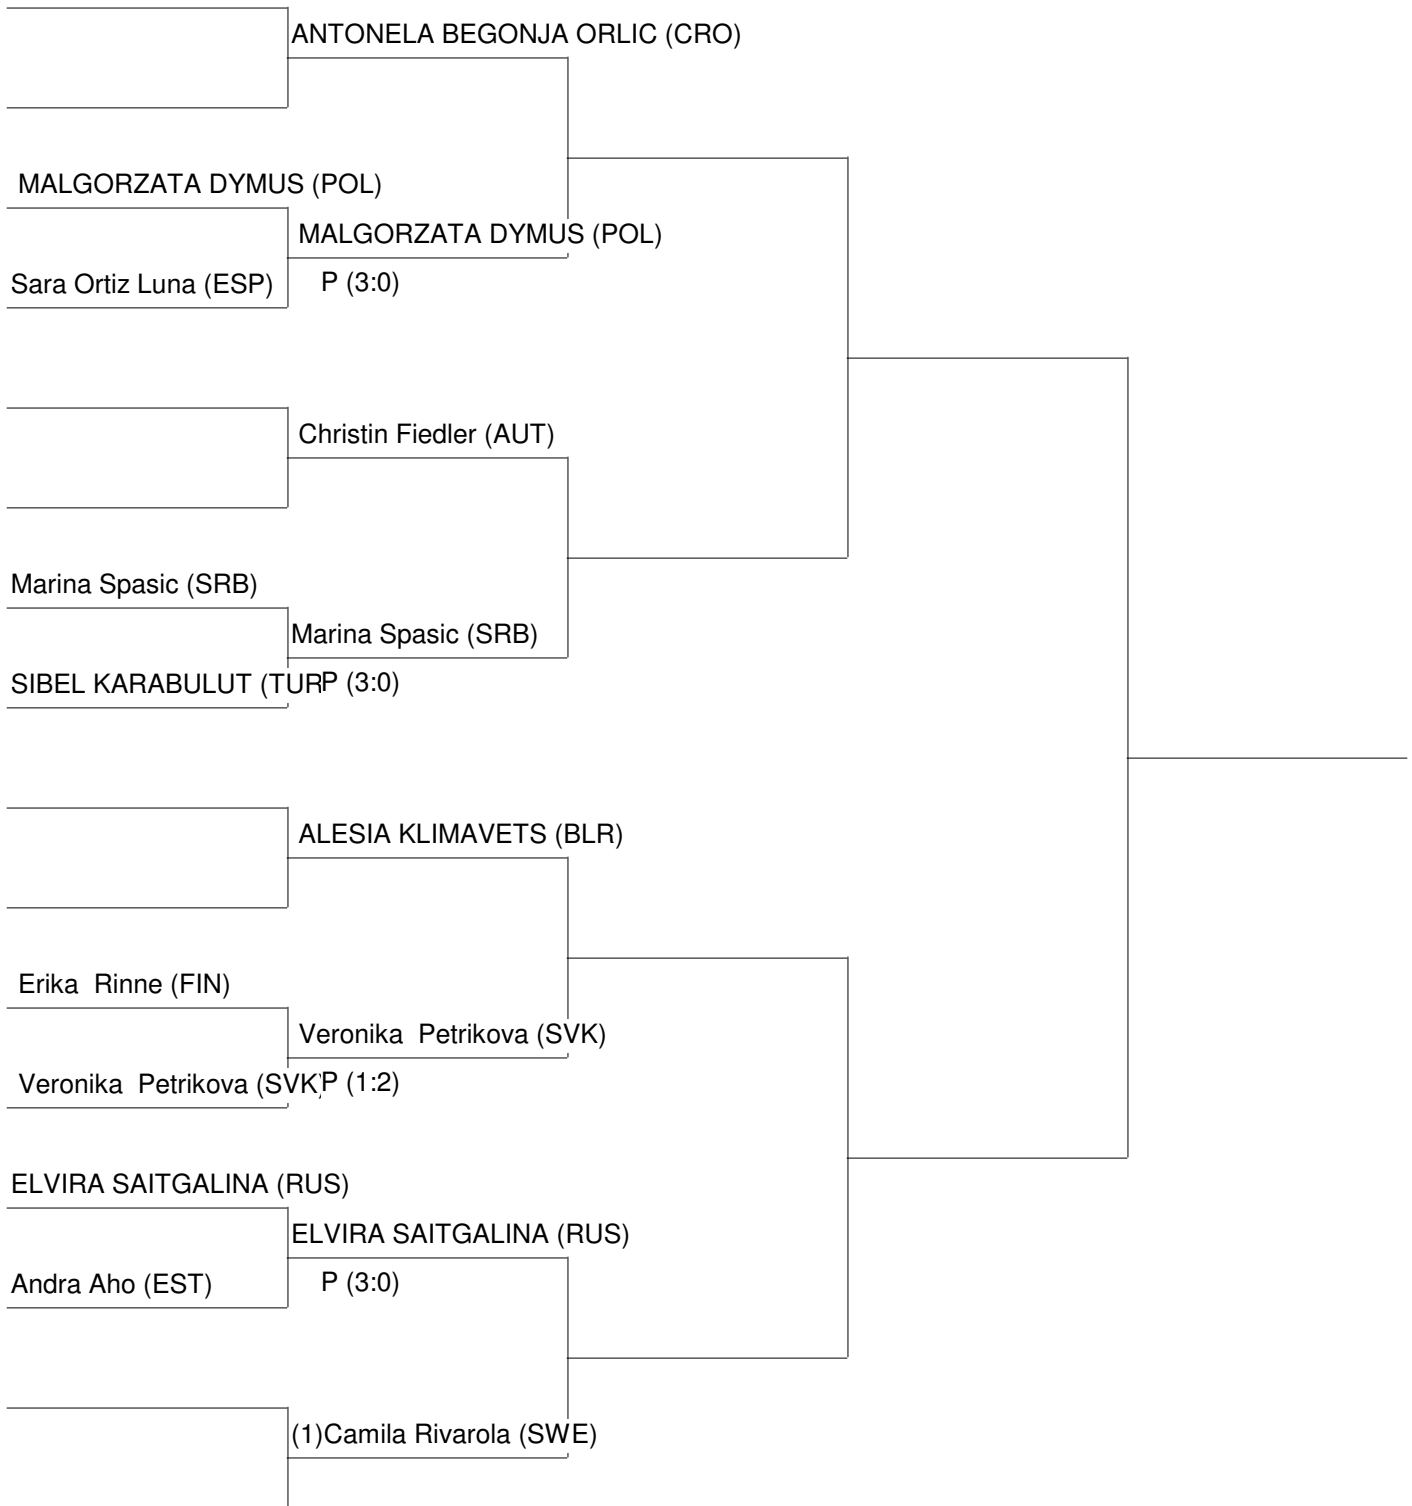 ANTONELA BEGONJA ORLIC (CRO)
MALGORZATA DYMUS (POL)
MALGORZATA DYMUS (POL)
Sara Ortiz Luna (ESP) P (3:0)
Christin Fiedler (AUT)
Marina Spasic (SRB)
Marina Spasic (SRB)
SIBEL KARABULUT (TUR P (3:0)
ALESIA KLIMAVETS (BLR)
Erika Rinne (FIN)
Veronika Petrikova (SVK)
Veronika Petrikova (SVK) P (1:2)
ELVIRA SAITGALINA (RUS)
ELVIRA SAITGALINA (RUS)
Andra Aho (EST) P (3:0)
(1)Camila Rivarola (SWE)